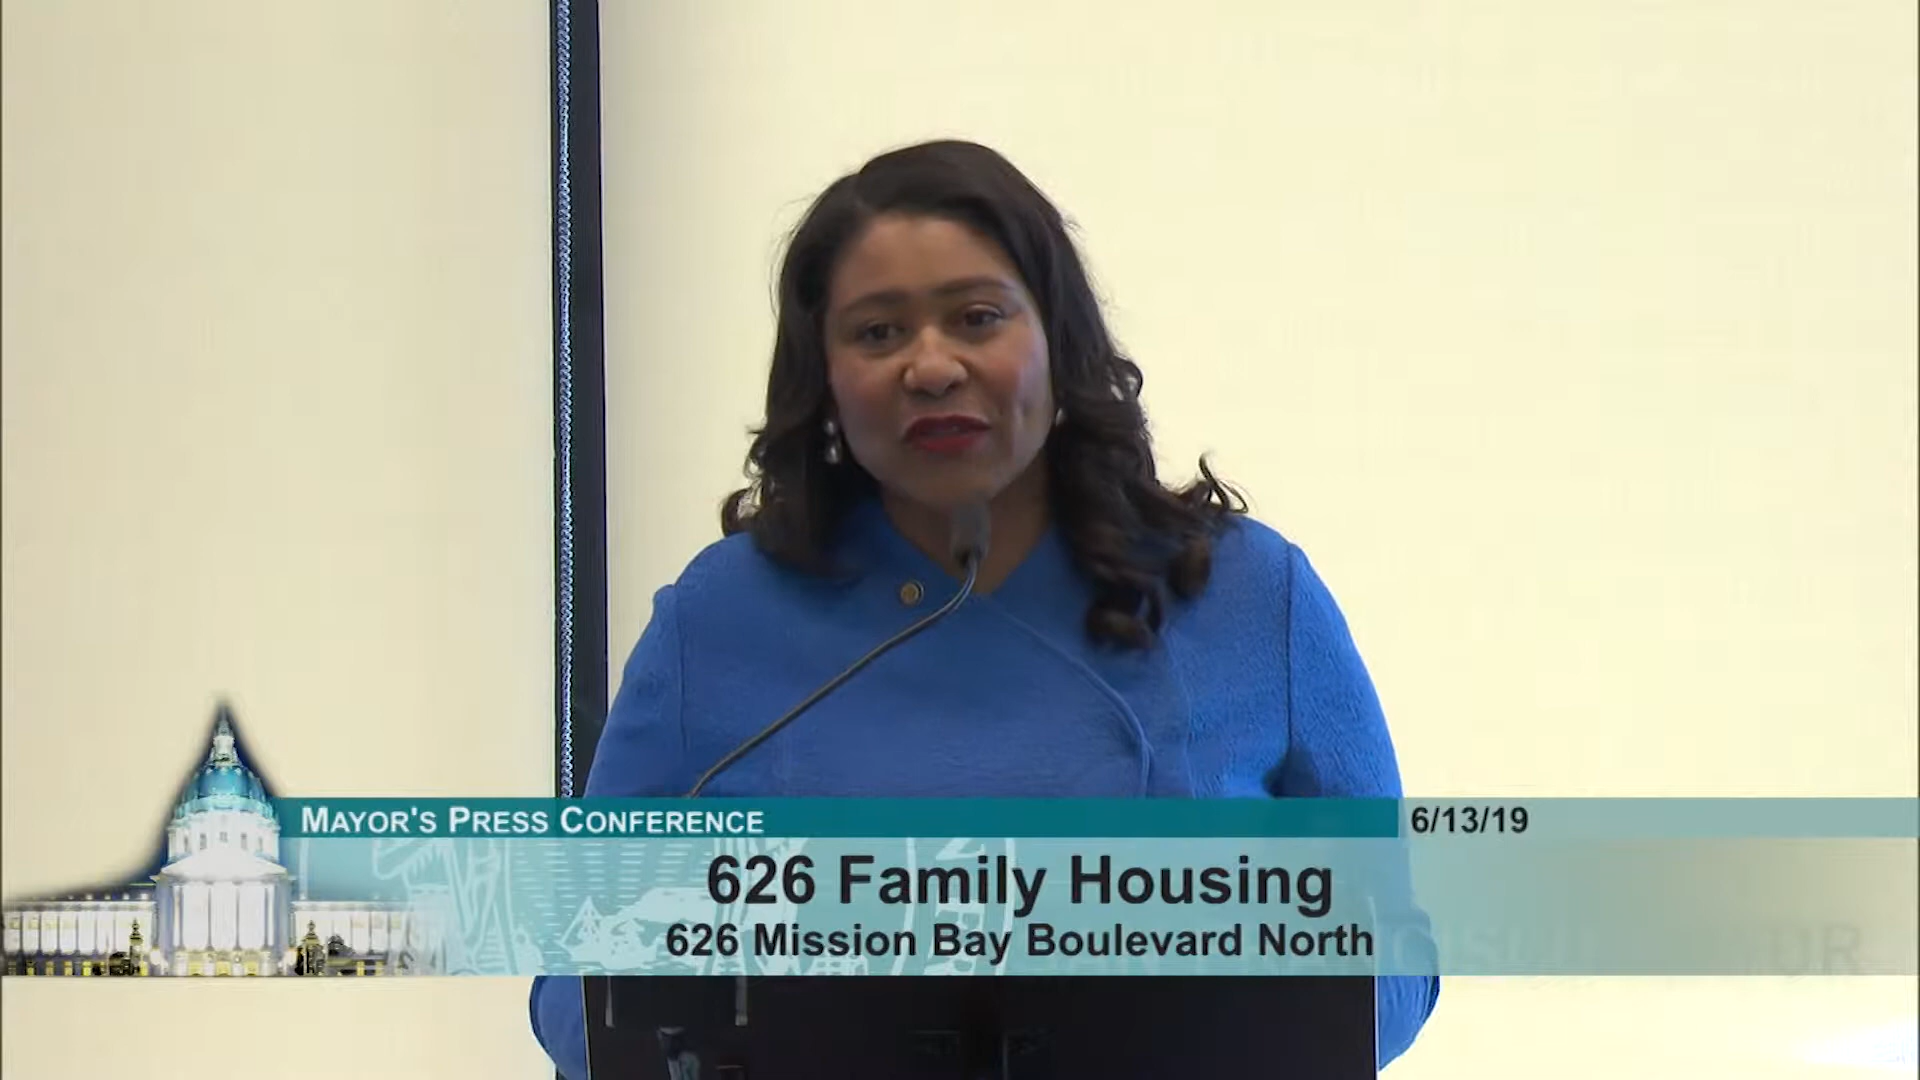 MAYOR'S PRESS CONFERENCE
6/13/19
626 Family Housing
626 Mission Bay Boulevard North